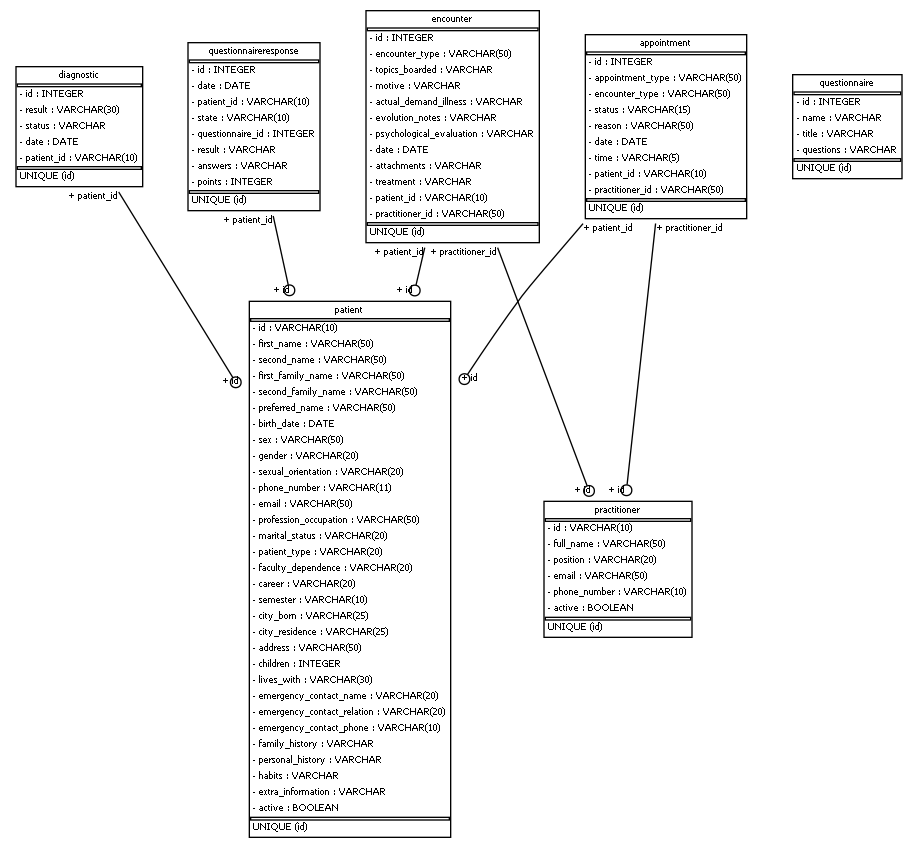 diagnostic
- id : INTEGER
- result : VARCHAR(30)
- status : VARCHAR
- date : DATE
- patient_id : VARCHAR(10)
UNIQUE (id)
+ patient_id
questionnaireresponse
- id : INTEGER
- date : DATE
- patient_id : VARCHAR(10)
- state : VARCHAR(10)
- questionnaire_id : INTEGER
- result : VARCHAR
- answers : VARCHAR
- points : INTEGER
UNIQUE (id)
+ patient_id
encounter
- id : INTEGER
- encounter_type : VARCHAR(50)
- topics_boarded : VARCHAR
- motive : VARCHAR
- actual_demand_illness : VARCHAR
- evolution_notes : VARCHAR
- psychological_evaluation : VARCHAR
- date : DATE
- attachments : VARCHAR
- treatment : VARCHAR
- patient_id : VARCHAR(10)
- practitioner_id : VARCHAR(50)
UNIQUE (id)
+ patient_id + practitioner_id
appointment
- id : INTEGER
- appointment_type : VARCHAR(50)
- encounter_type : VARCHAR(50)
- status : VARCHAR(15)
- reason : VARCHAR(50)
- date : DATE
- time : VARCHAR(5)
- patient_id : VARCHAR(10)
- practitioner_id : VARCHAR(50)
UNIQUE (id)
+ patient_id + practitioner_id
questionnaire
- id : INTEGER
- name : VARCHAR
- title : VARCHAR
- questions : VARCHAR
UNIQUE (id)
+ id
+ id
+ id
+ id
patient
- id : VARCHAR(10)
- first_name : VARCHAR(50)
- second_name : VARCHAR(50)
- first_family_name : VARCHAR(50)
- second_family_name : VARCHAR(50)
- preferred_name : VARCHAR(50)
- birth_date : DATE
- sex : VARCHAR(50)
- gender : VARCHAR(20)
- sexual_orientation : VARCHAR(20)
- phone_number : VARCHAR(11)
- email : VARCHAR(50)
- profession_occupation : VARCHAR(50)
- marital_status : VARCHAR(20)
- patient_type : VARCHAR(20)
- faculty_dependence : VARCHAR(20)
- career : VARCHAR(20)
- semester : VARCHAR(10)
- city_born : VARCHAR(25)
- city_residence : VARCHAR(25)
- address : VARCHAR(50)
- children : INTEGER
- lives_with : VARCHAR(30)
- emergency_contact_name : VARCHAR(20)
- emergency_contact_relation : VARCHAR(20)
- emergency_contact_phone : VARCHAR(10)
- family_history : VARCHAR
- personal_history : VARCHAR
- habits : VARCHAR
- extra_information : VARCHAR
- active : BOOLEAN
UNIQUE (id)
+ id + id
practitioner
- id : VARCHAR(10)
- full_name : VARCHAR(50)
- position : VARCHAR(20)
- email : VARCHAR(50)
- phone_number : VARCHAR(10)
- active : BOOLEAN
UNIQUE (id)